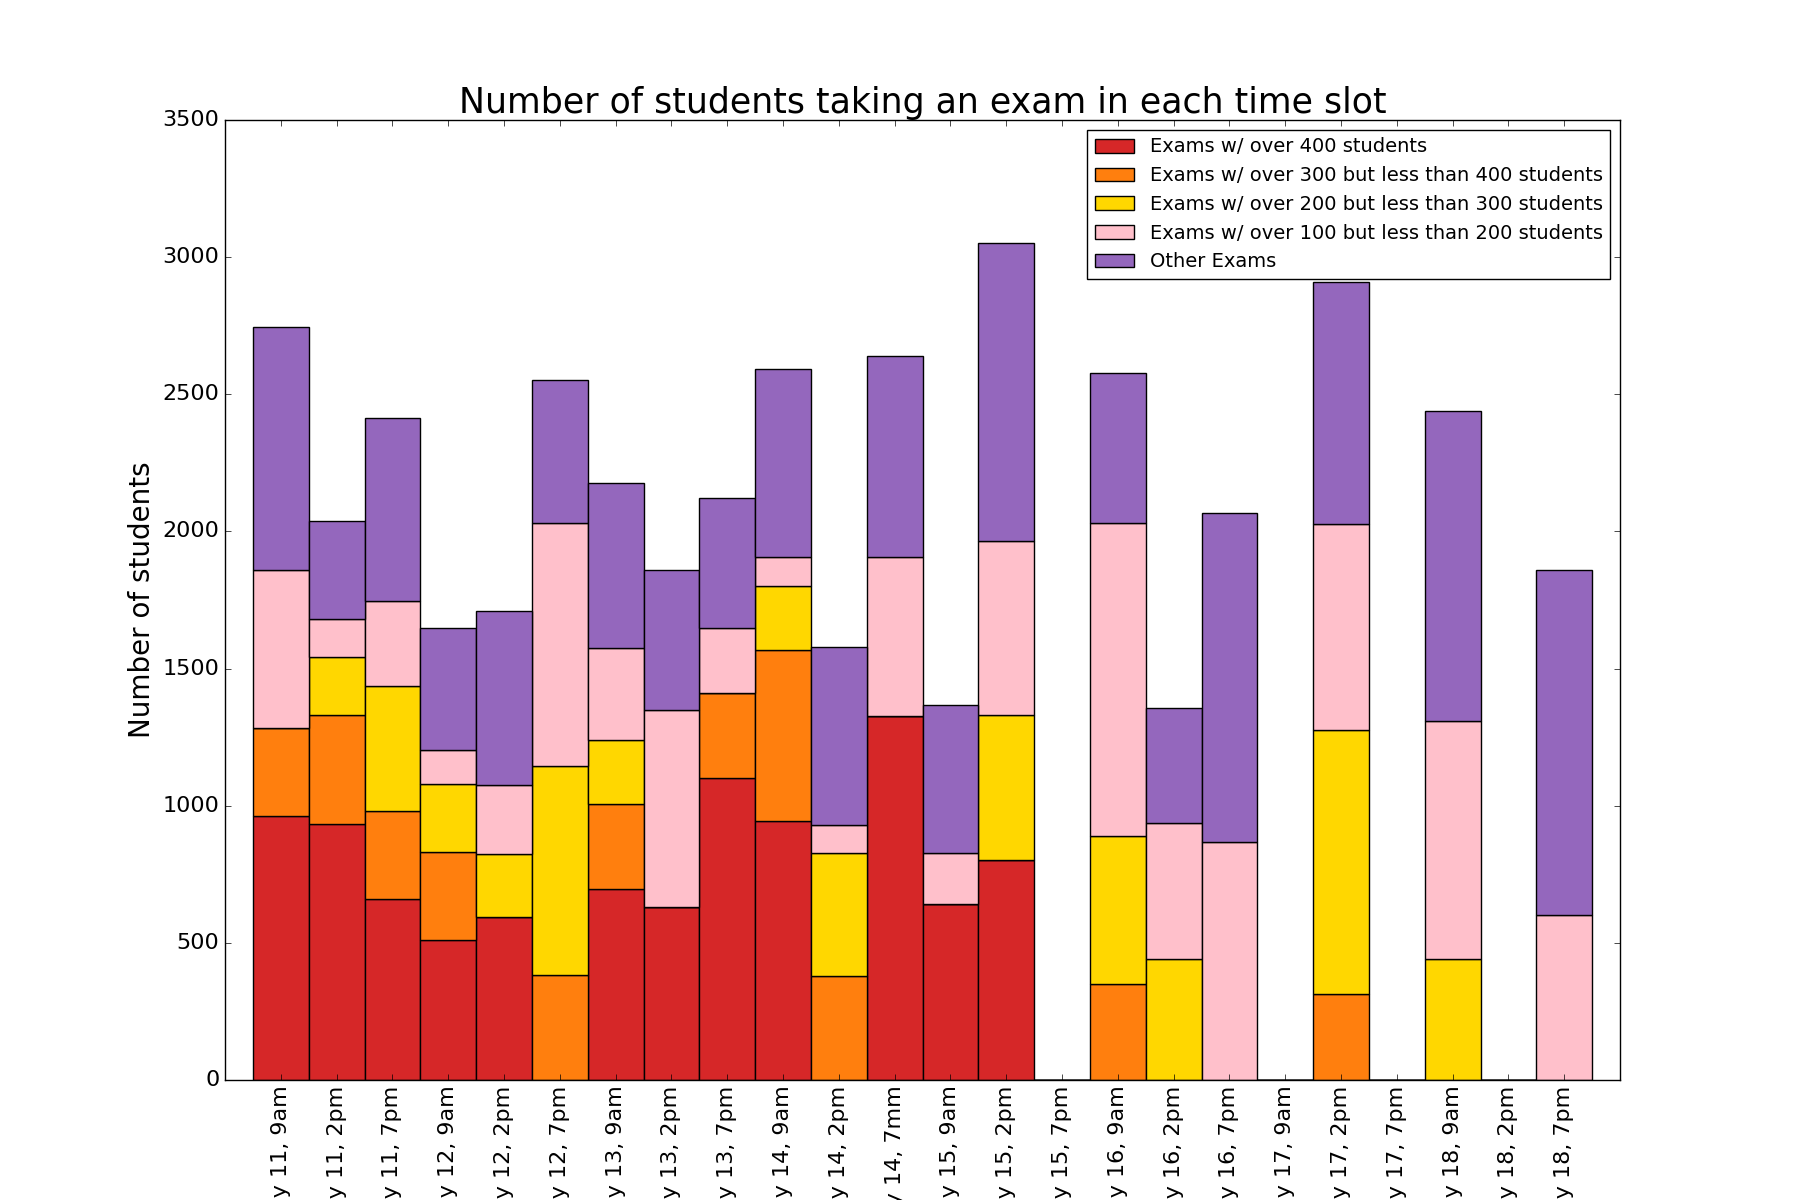 Number of students taking an exam in each time slot
Number of students
3500
3000
2500
2000
1500
1000
500
0
Exams w/ over 400 students
Exams w/ over 300 but less than 400 students
Exams w/ over 200 but less than 300 students
Exams w/ over 100 but less than 200 students
Other Exams
y 11, 9am
y 11, 2pm
y 11, 7pm
y 12, 9am
y 12, 2pm
y 12, 7pm
y 13, 9am
y 13, 2pm
y 13, 7pm
y 14, 9am
y 14, 2pm
y 14, 7mm
y 15, 9am
y 15, 2pm
y 15, 7pm
y 16, 9am
y 16, 2pm
y 16, 7pm
y 17, 9am
y 17, 2pm
y 17, 7pm
y 18, 9am
y 18, 2pm
y 18, 7pm